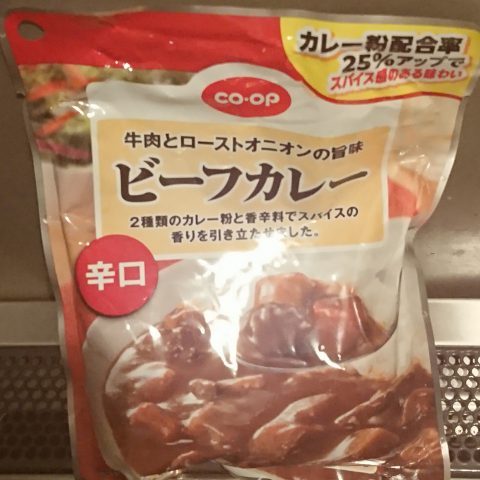 カレー粉配合率
25%アップで
スパイス感のある味わい
CO·OP
牛肉とローストオニオンの旨味
ビーフカレー
2種類のカレー粉と香辛料でスパイスの
香りを引き立たせました。
辛口